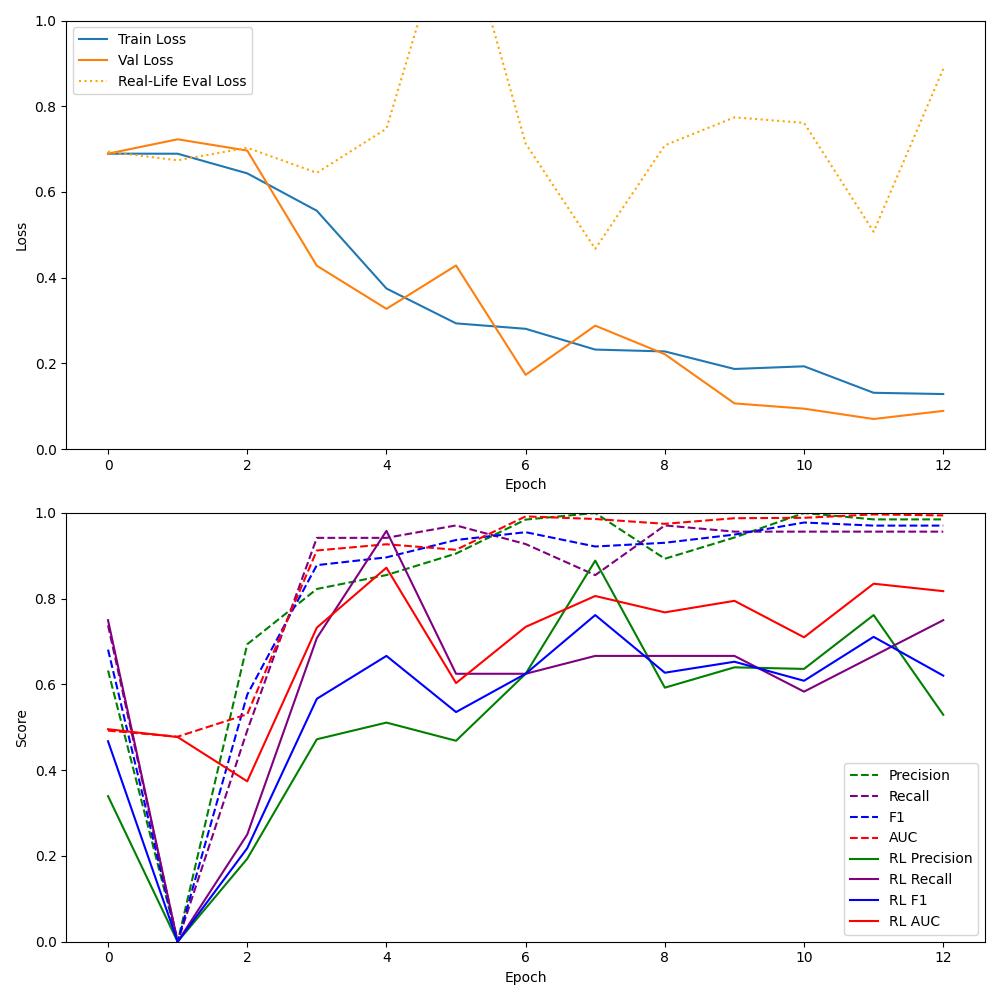 1.0
0.8
0.6
0.4
0.2
0.0
Loss
Train Loss
Val Loss
Real-Life Eval Loss
0 2 4 6 8 10 12
Epoch
1.0
0.8
0.6
0.4
0.2
0.0
Score
Precision
Recall
F1
AUC
RL Precision
RL Recall
RL F1
RL AUC
0 2 4 6 8 10 12
Epoch